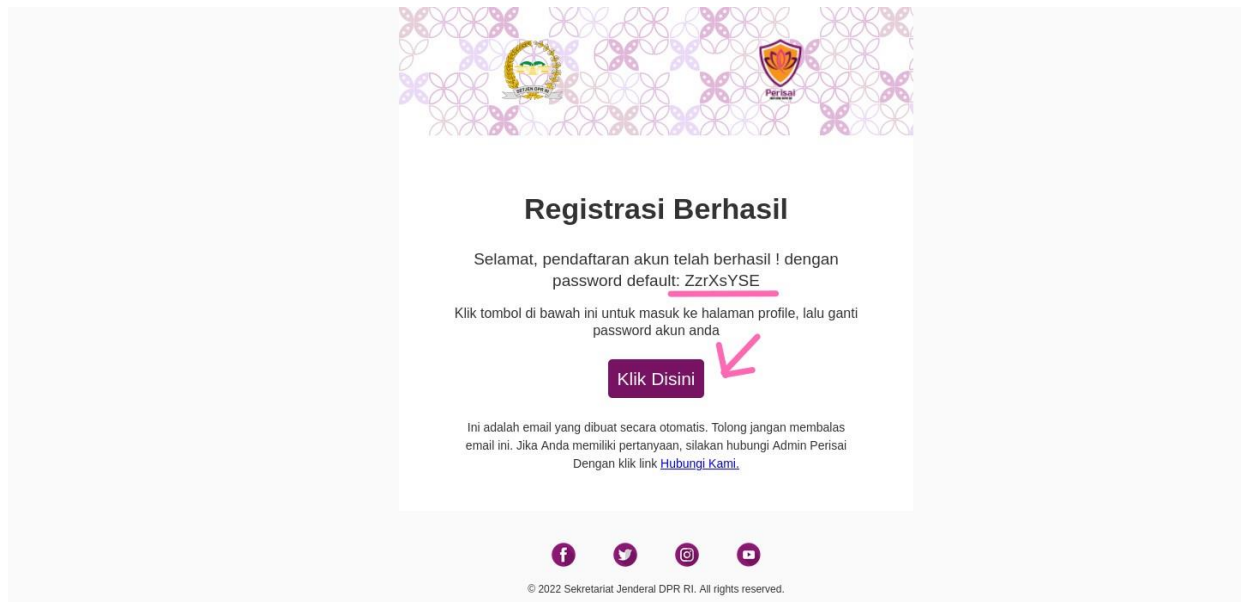 SETJEN DPR RI
Perisai
Registrasi Berhasil
Selamat, pendaftaran akun telah berhasil ! dengan
password default: ZzrXsYSE
Klik tombol di bawah ini untuk masuk ke halaman profile, lalu ganti
password akun anda
Klik Disini
Ini adalah email yang dibuat secara otomatis. Tolong jangan membalas
email ini. Jika Anda memiliki pertanyaan, silakan hubungi Admin Perisai
Dengan klik link Hubungi Kami.
© 2022 Sekretariat Jenderal DPR RI. All rights reserved.